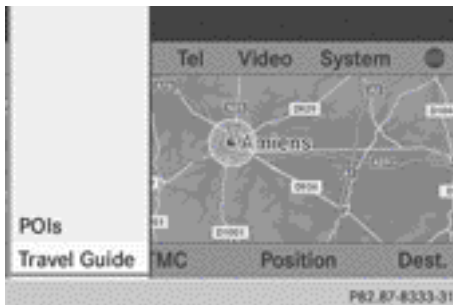 Tel Video System
Amiens
POIs
Travel Guide
TMC Position Dest.
P82.87-8333-31